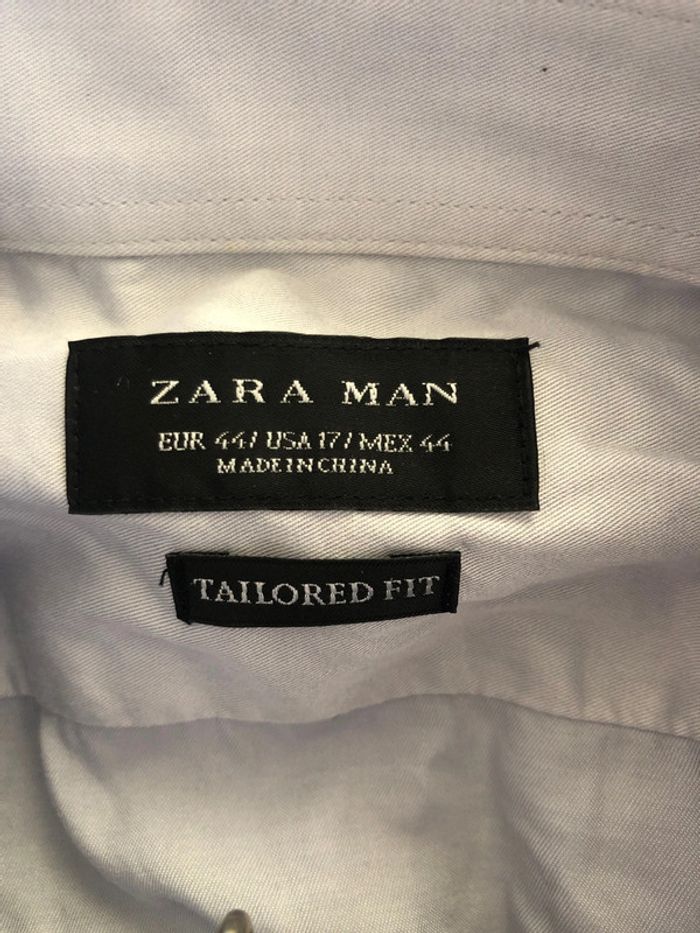 ZARA MAN
EUR 44/ USA 17/ MEX 44
MADE IN CHINA
TAILORED FIT